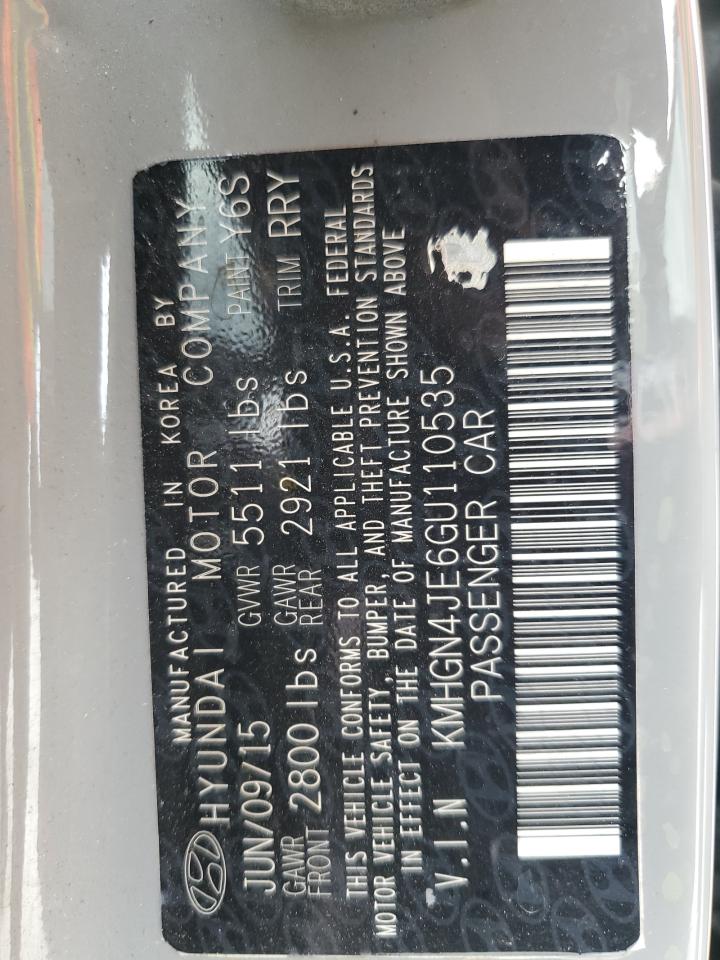 MANUFACTURED IN KOREA BY
HYUNDAI MOTOR COMPANY
JUN/09/15 GVWR 5511 lbs PAINT Y6S
GAWR FRONT 2800 lbs GAWR REAR 2921 lbs TRIM RRY
THIS VEHICLE CONFORMS TO ALL APPLICABLE U.S.A. FEDERAL
MOTOR VEHICLE SAFETY, BUMPER, AND THEFT PREVENTION STANDARDS
IN EFFECT ON THE DATE OF MANUFACTURE SHOWN ABOVE
V.I.N KMHGN4JE6GU110535
PASSENGER CAR